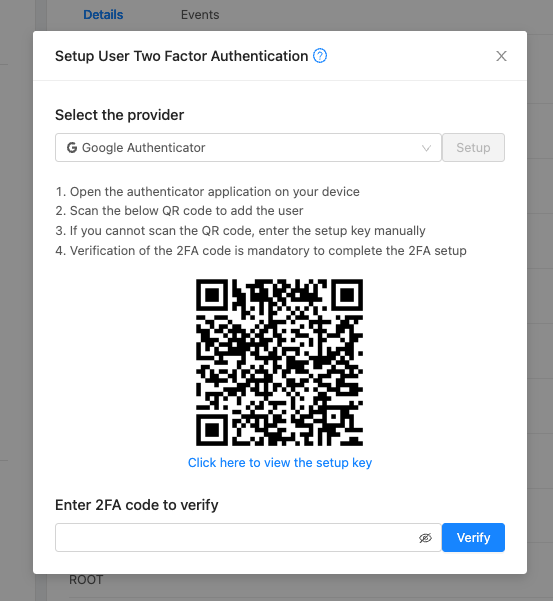 Details
Events
Setup User Two Factor Authentication
Select the provider
Google Authenticator
Setup
1. Open the authenticator application on your device
2. Scan the below QR code to add the user
3. If you cannot scan the QR code, enter the setup key manually
4. Verification of the 2FA code is mandatory to complete the 2FA setup
Click here to view the setup key
Enter 2FA code to verify
Verify
ROOT